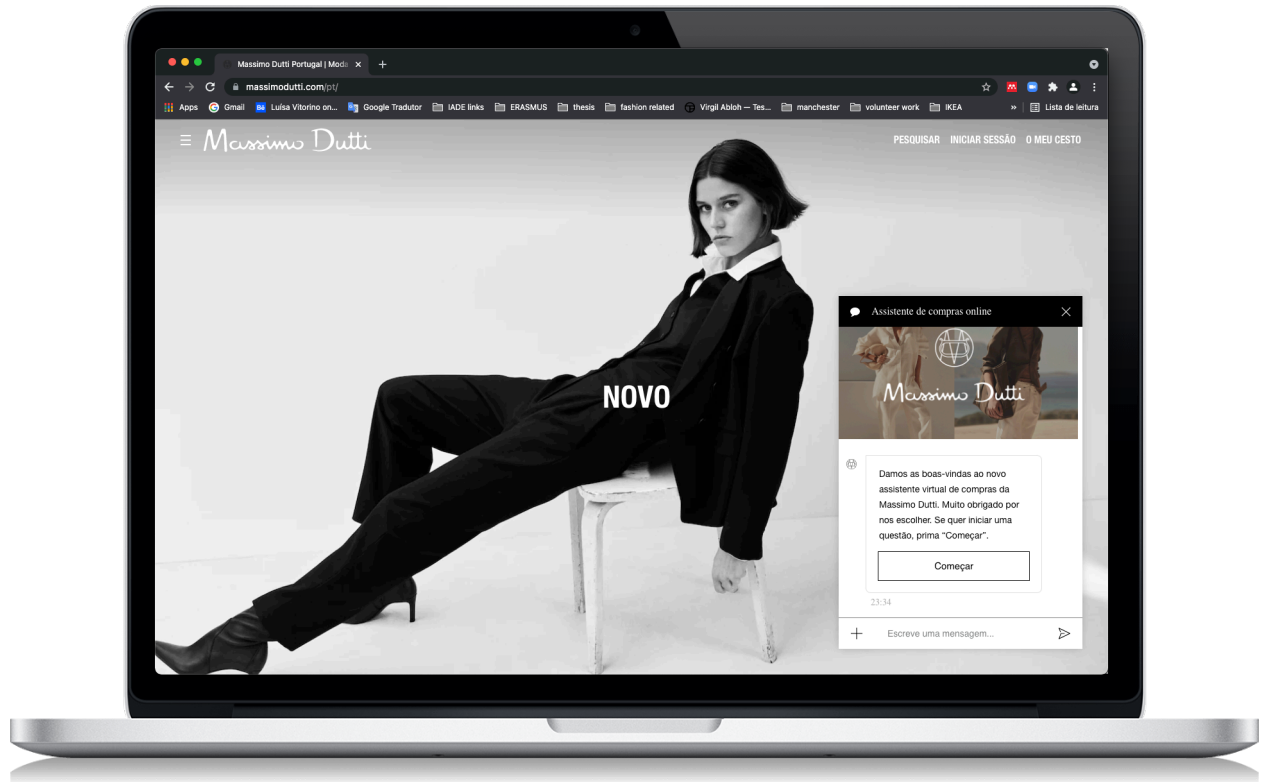 Massimo Dutti Portugal | Moda
massimodutti.com/pt/
Apps Gmail Bē Luísa Vitorino on... Google Tradutor IADE links ERASMUS thesis fashion related Virgil Abloh — Tes... manchester volunteer work IKEA » Lista de leitura
Massimo Dutti
PESQUISAR INICIAR SESSÃO O MEU CESTO
NOVO
Assistente de compras online
Massimo Dutti
Damos as boas-vindas ao novo
assistente virtual de compras da
Massimo Dutti. Muito obrigado por
nos escolher. Se quer iniciar uma
questão, prima “Começar”.
Começar
23:34
Escreve uma mensagem...